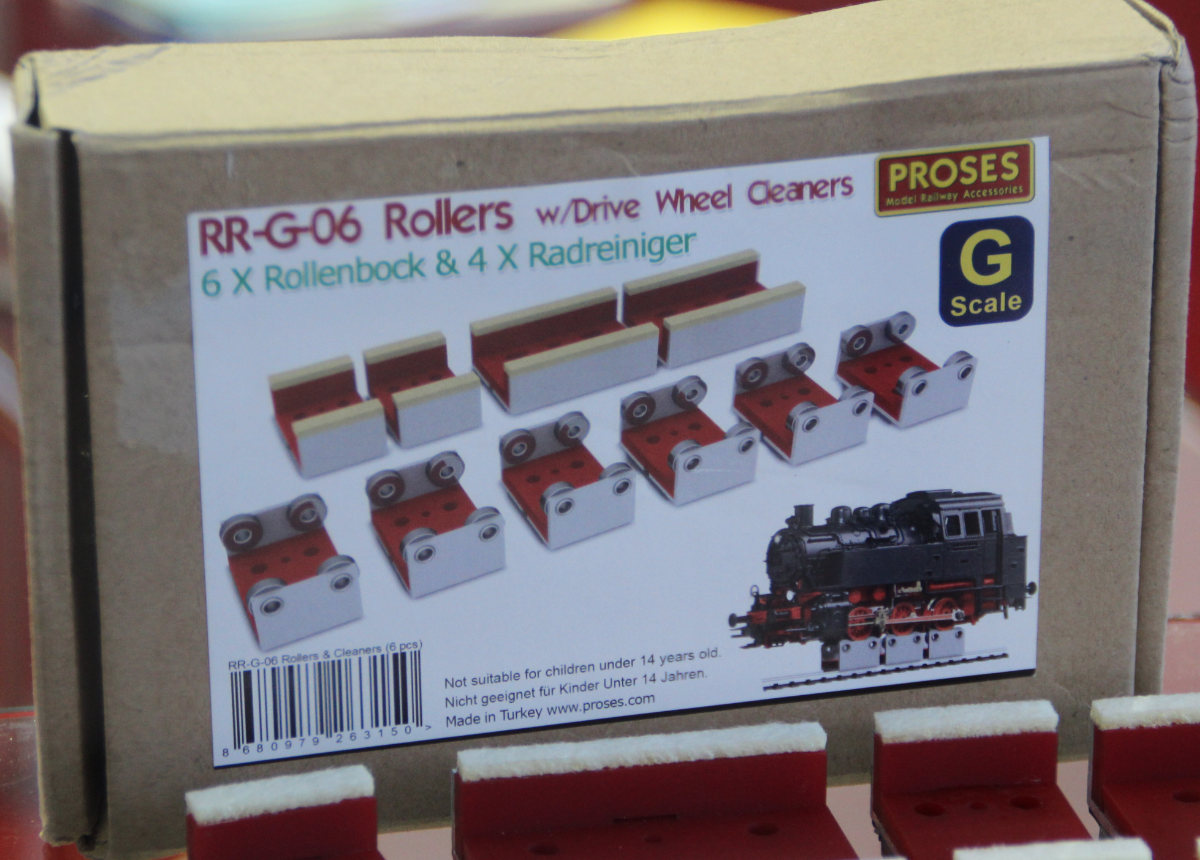 RR-G-06 Rollers w/Drive Wheel Cleaners
6 X Rollenbock & 4 X Radreiniger
PROSES
Model Railway Accessories
G
Scale
RR-G-06 Rollers & Cleaners (6 pcs)
8 680979 263150 >
Not suitable for children under 14 years old.
Nicht geeignet für Kinder Unter 14 Jahren.
Made in Turkey www.proses.com